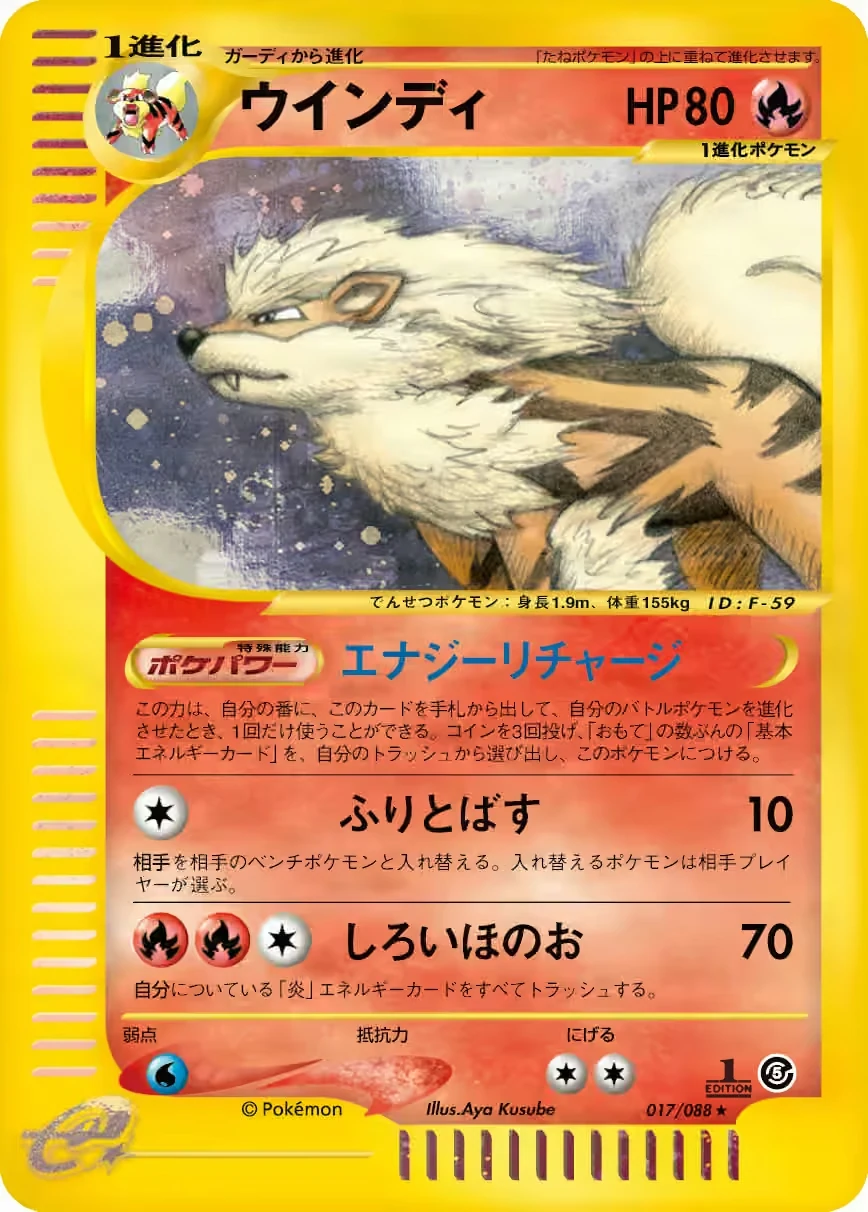 1進化
ガーディから進化
「たねポケモン」の上に重ねて進化させます。
ウインディ
HP80
1進化ポケモン
でんせつポケモン：身長1.9m、体重155kg ID:F-59
特殊能力
ポケパワー
エナジーリチャージ
この力は、自分の番に、このカードを手札から出して、自分のバトルポケモンを進化
させたとき、1回だけ使うことができる。コインを3回投げ、「おもて」の数ぶんの「基本
エネルギーカード」を、自分のトラッシュから選び出し、このポケモンにつける。
ふりとばす 10
相手を相手のベンチポケモンと入れ替える。入れ替えるポケモンは相手プレイ
ヤーが選ぶ。
しろいほのお 70
自分についている「炎」エネルギーカードをすべてトラッシュする。
弱点 抵抗力 にげる
1
EDITION
5
©Pokémon Illus.Aya Kusube 017/088★
e